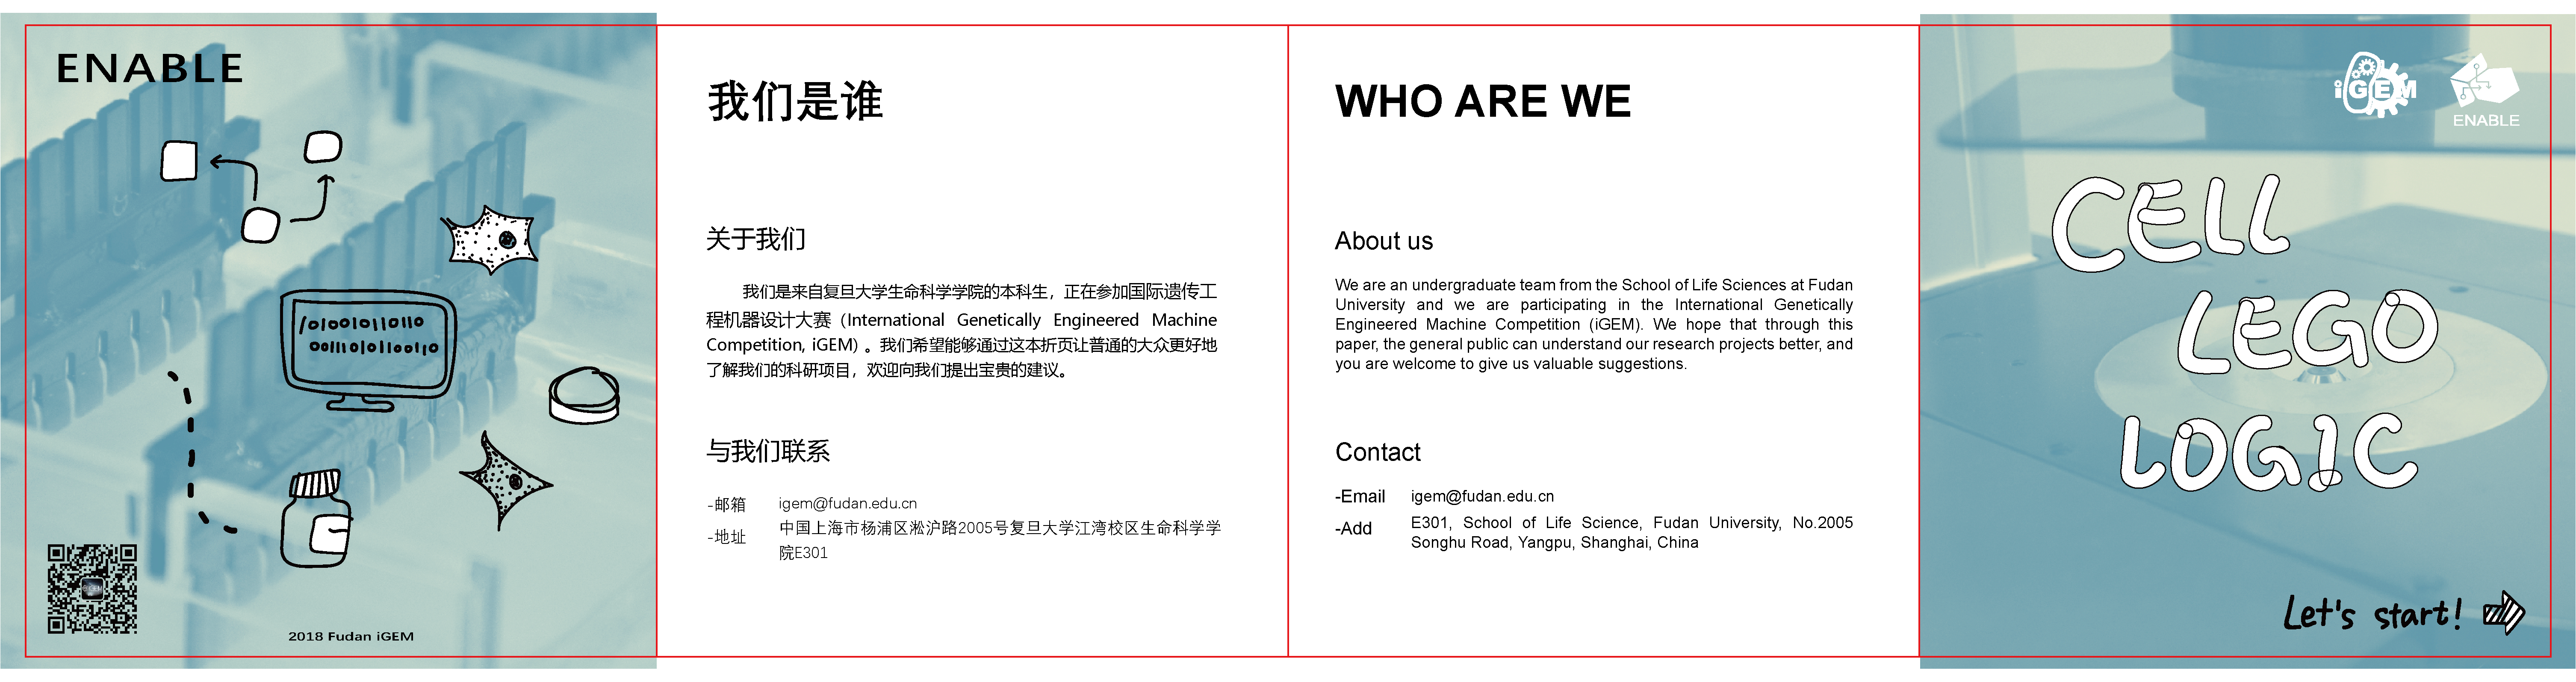 ENABLE
/010010110110
0011101011001​10
2018 Fudan iGEM
我们是谁
关于我们
我们是来自复旦大学生命科学学院的本科生，正在参加国际遗传工
程机器设计大赛（International Genetically Engineered Machine
Competition, iGEM）。我们希望能够通过这本折页让普通的大众更好地
了解我们的科研项目，欢迎向我们提出宝贵的建议。
与我们联系
-邮箱 igem@fudan.edu.cn
-地址 中国上海市杨浦区淞沪路2005号复旦大学江湾校区生命科学学
院E301
WHO ARE WE
About us
We are an undergraduate team from the School of Life Sciences at Fudan
University and we are participating in the International Genetically
Engineered Machine Competition (iGEM). We hope that through this
paper, the general public can understand our research projects better, and
you are welcome to give us valuable suggestions.
Contact
-Email igem@fudan.edu.cn
-Add E301, School of Life Science, Fudan University, No.2005
Songhu Road, Yangpu, Shanghai, China
iGEM
ENABLE
CELL
LEGO
LOGIC
Let's start!